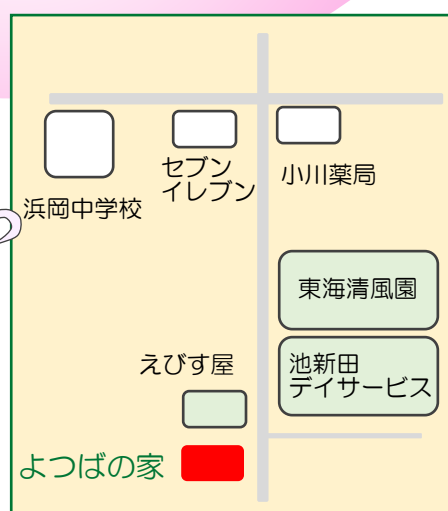 セブン
イレブン
小川薬局
浜岡中学校
東海清風園
えびす屋
池新田
デイサービス
よつばの家